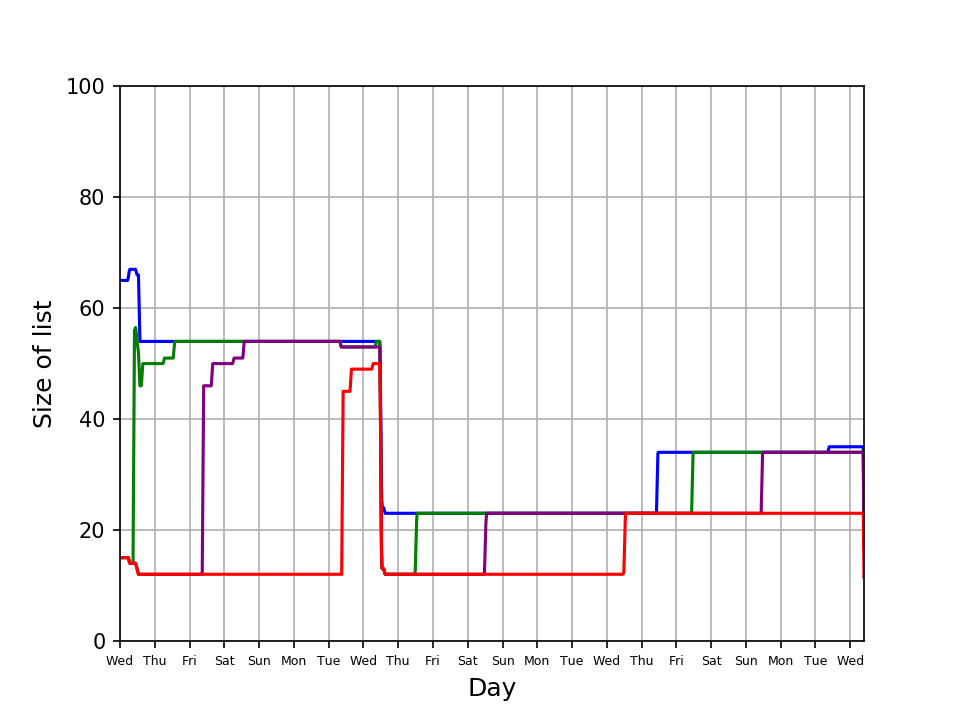 100
80
60
40
20
0
Size of list
Wed Thu Fri Sat Sun Mon Tue Wed Thu Fri Sat Sun Mon Tue Wed Thu Fri Sat Sun Mon Tue Wed
Day